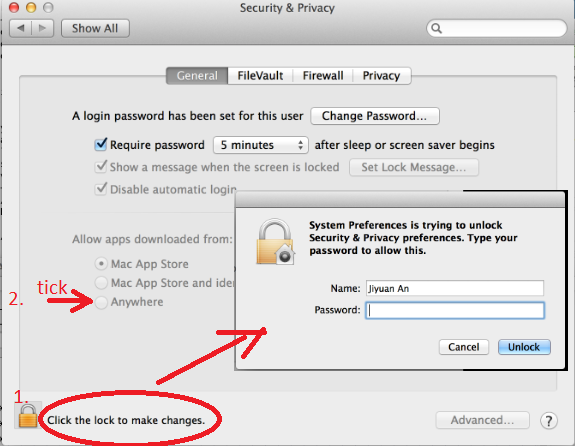 Security & Privacy
Show All
General FileVault Firewall Privacy
A login password has been set for this user Change Password...
Require password 5 minutes after sleep or screen saver begins
Show a message when the screen is locked Set Lock Message...
Disable automatic login
System Preferences is trying to unlock
Security & Privacy preferences. Type your
password to allow this.
Name: Jiyuan An
Password:
Cancel Unlock
Allow apps downloaded from:
Mac App Store
Mac App Store and iden
2. tick
Anywhere
1.
Click the lock to make changes.
Advanced... ?